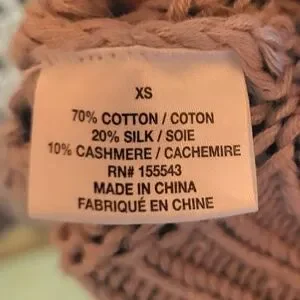 XS
70% COTTON / COTON
20% SILK / SOIE
10% CASHMERE / CACHEMIRE
RN# 155543
MADE IN CHINA
FABRIQUÉ EN CHINE